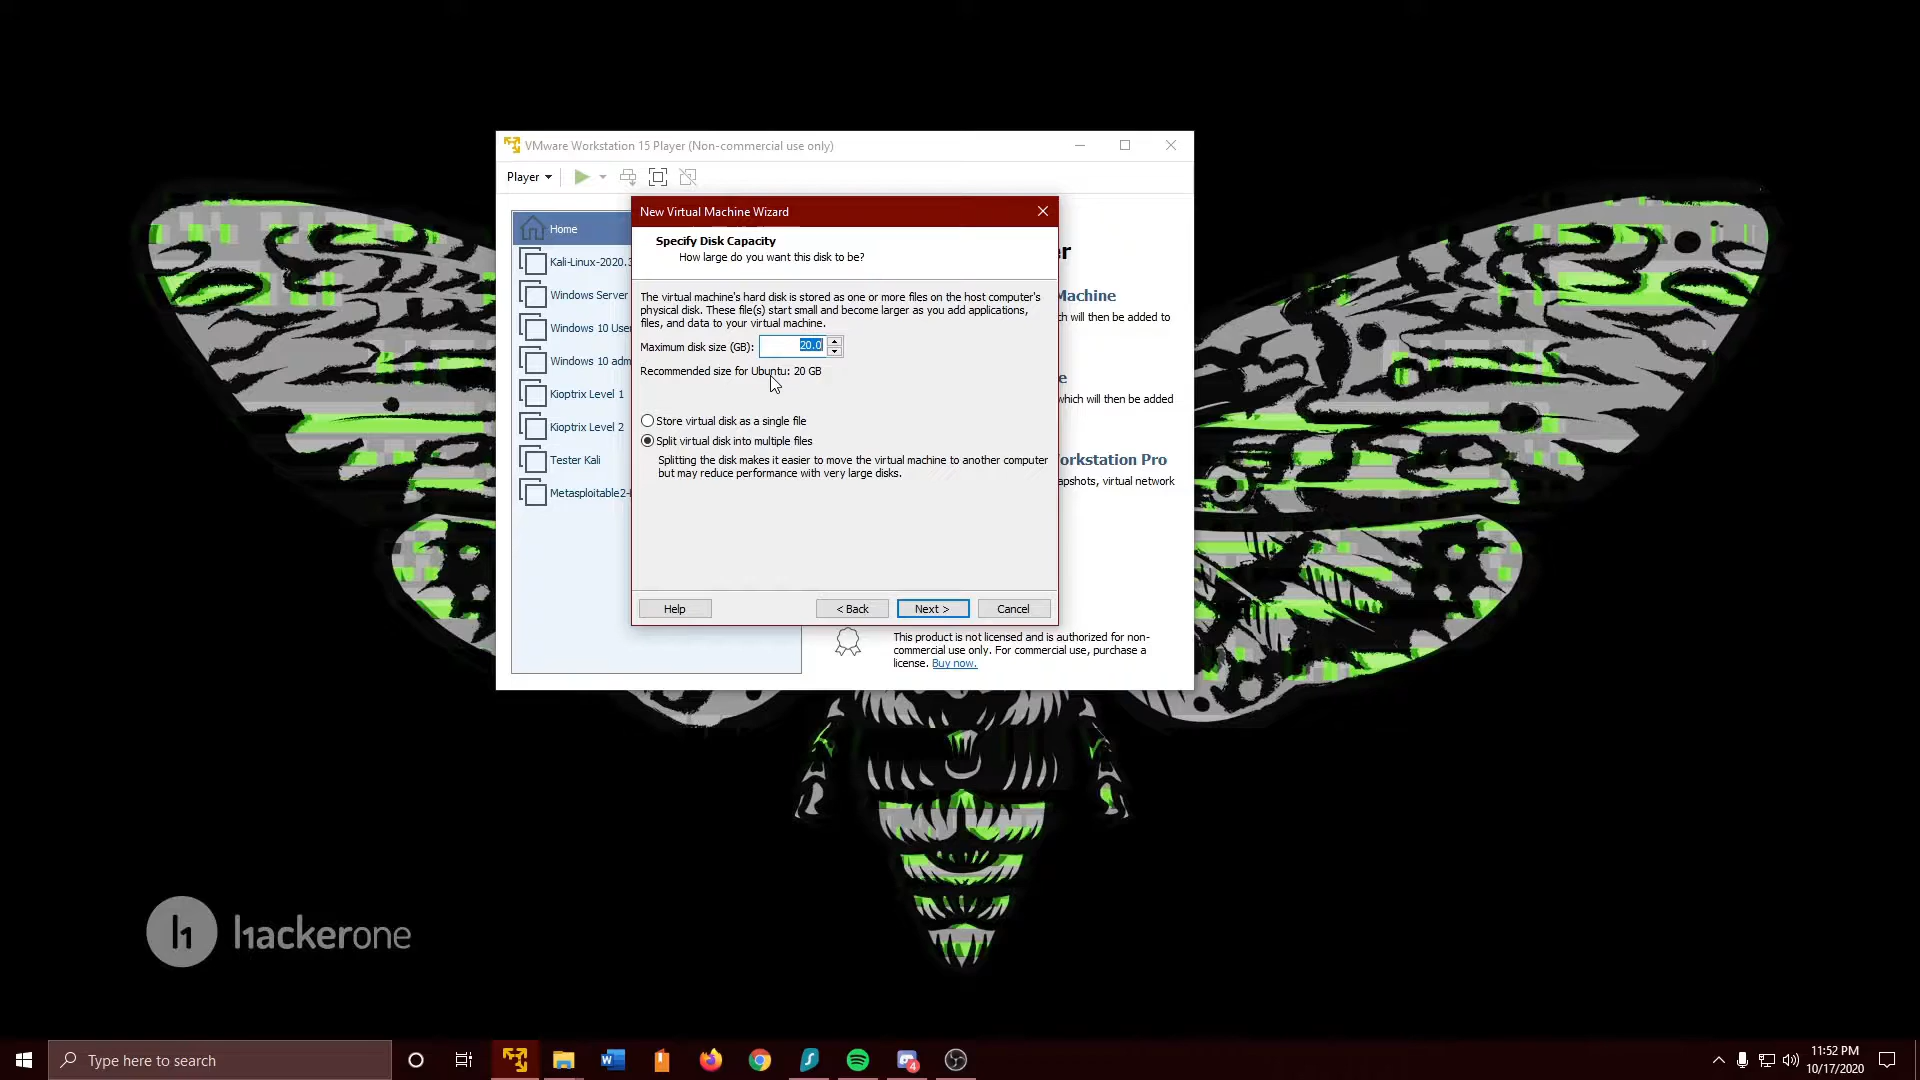 VMware Workstation 15 Player (Non-commercial use only)
Player
New Virtual Machine Wizard
Home
Specify Disk Capacity
How large do you want this disk to be?
er
Kali-Linux-2020.3
Windows Server
Windows 10 User
Windows 10 adm
Kioptrix Level 1
Kioptrix Level 2
Tester Kali
Metasploitable2-
The virtual machine's hard disk is stored as one or more files on the host computer's
physical disk. These file(s) start small and become larger as you add applications,
files, and data to your virtual machine.
Maximum disk size (GB): 20.0
Recommended size for Ubuntu: 20 GB
Store virtual disk as a single file
Split virtual disk into multiple files
Splitting the disk makes it easier to move the virtual machine to another computer
but may reduce performance with very large disks.
Help
< Back
Next >
Cancel
Machine
ch will then be added to
e
which will then be added
orkstation Pro
apshots, virtual network
This product is not licensed and is authorized for non-
commercial use only. For commercial use, purchase a
license. Buy now.
h hackerone
Type here to search
4
11:52 PM
10/17/2020